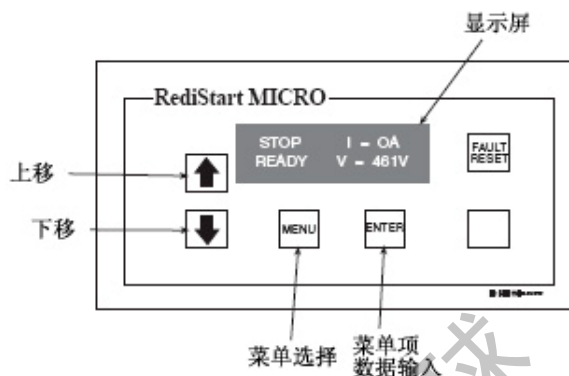 显示屏
RediStart MICRO
STOP I = OA
READY V = 461V
FAULT
RESET
上移
下移
MENU
ENTER
菜单选择
菜单项
数据输入
求